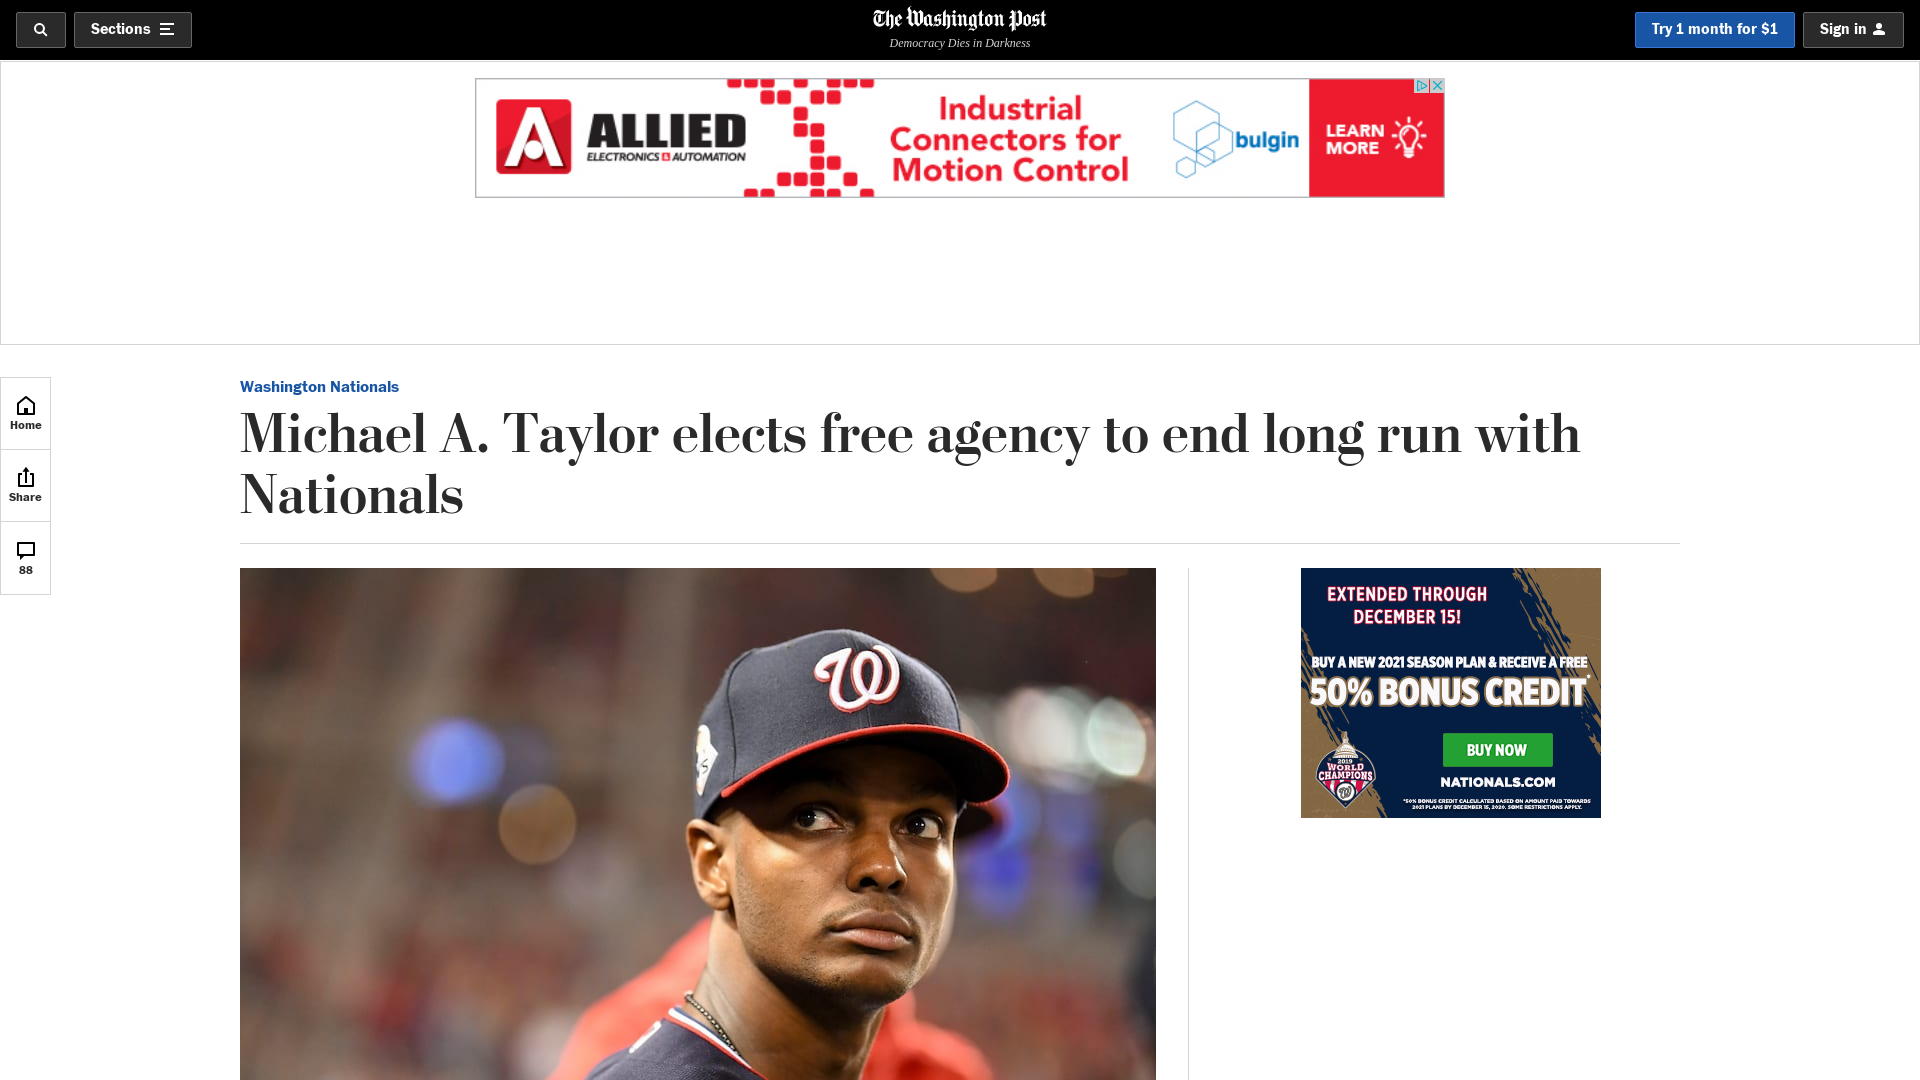 Sections
The Washington Post
Democracy Dies in Darkness
Try 1 month for $1
Sign in
A ALLIED
ELECTRONICS & AUTOMATION
Industrial
Connectors for
Motion Control
bulgin
LEARN
MORE
Home
Share
88
Washington Nationals
Michael A. Taylor elects free agency to end long run with
Nationals
W
EXTENDED THROUGH
DECEMBER 15!
BUY A NEW 2021 SEASON PLAN & RECEIVE A FREE
50% BONUS CREDIT*
BUY NOW
NATIONALS.COM
2019
WORLD
CHAMPIONS
W
*50% BONUS CREDIT CALCULATED BASED ON AMOUNT PAID TOWARDS
2021 PLANS BY DECEMBER 15, 2020. SOME RESTRICTIONS APPLY.